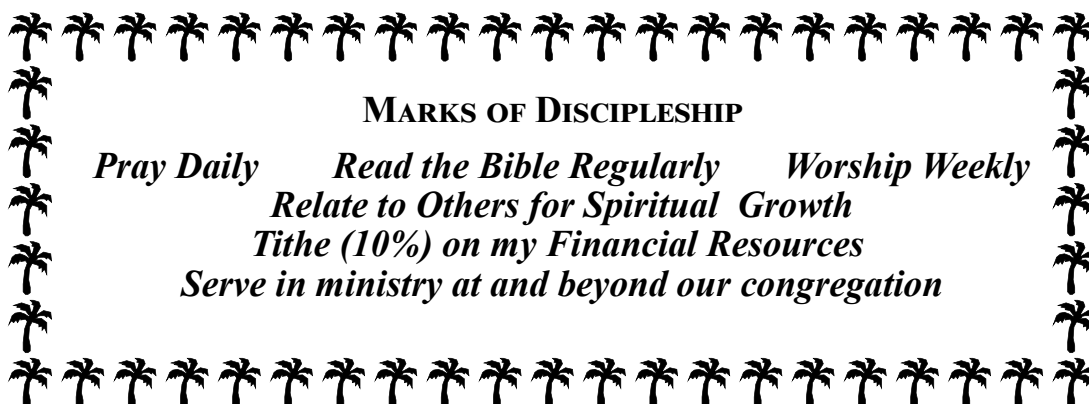 MARKS OF DISCIPLESHIP
Pray Daily Read the Bible Regularly Worship Weekly
Relate to Others for Spiritual Growth
Tithe (10%) on my Financial Resources
Serve in ministry at and beyond our congregation